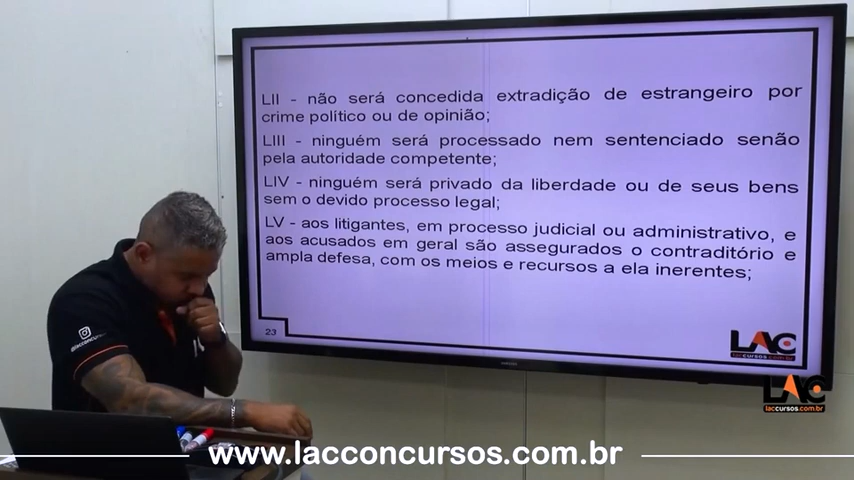 LII - não será concedida extradição de estrangeiro por
crime político ou de opinião;
LIII - ninguém será processado nem sentenciado senão
pela autoridade competente;
LIV - ninguém será privado da liberdade ou de seus bens
sem o devido processo legal;
LV - aos litigantes, em processo judicial ou administrativo, e
aos acusados em geral são assegurados o contraditório e
ampla defesa, com os meios e recursos a ela inerentes;
23
LAC
laccursos.com.br
LAC
laccursos.com.br
www.lacconcursos.com.br